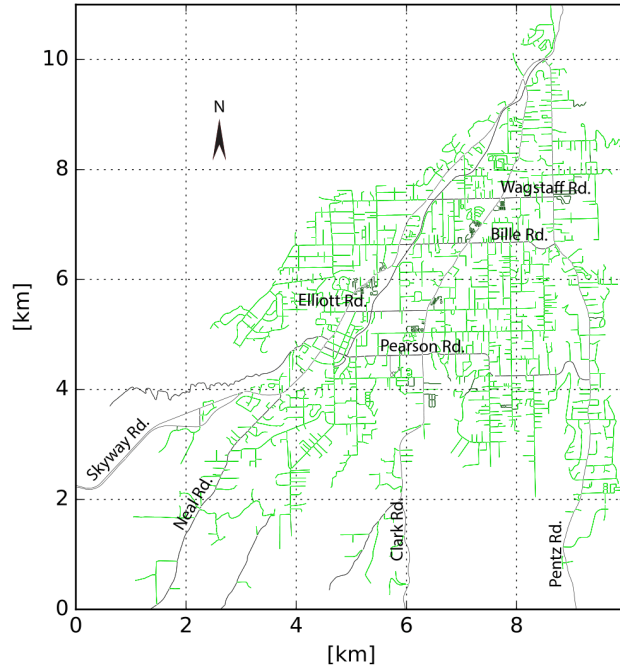 10
N
8
Wagstaff Rd.
Bille Rd.
6
Elliott Rd.
[km]
Pearson Rd.
4
Skyway Rd.
Neal Rd.
2
Clark Rd.
Pentz Rd.
0
0 2 4 6 8
[km]